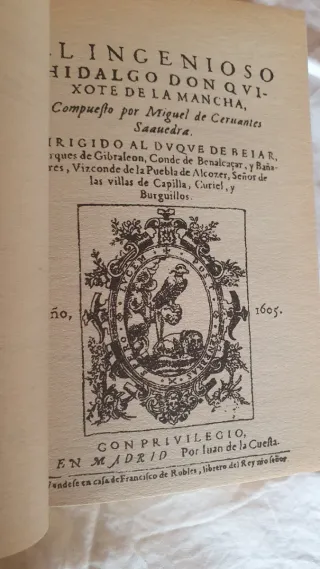 L INGENIOSO
HIDALGO DON QVI-
XOTE DE LA MANCHA,
Compuesto por Miguel de Ceruantes
Saauedra.
IRIGIDO AL DVQVE DE BEIAR,
rques de Gibraleon, Conde de Benalcaçar, y Baña-
res, Vizconde de la Puebla de Alcozer, Señor de
las villas de Capilla, Curiel, y
Burguillos.
ño, 1605.
CON PRIVILEGIO,
EN MADRID Por Iuan de la Cuesta.
Vendese en casa de Francisco de Robles, librero del Rey nro señor.